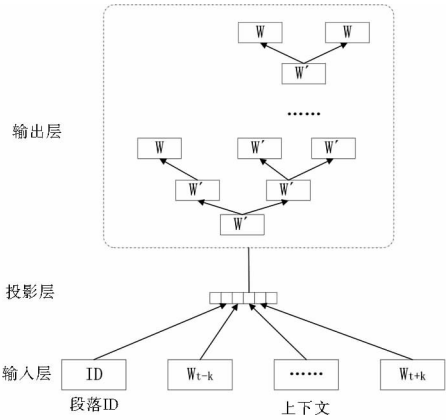 W W
W′
……
输出层
W W′ W′
W′ W′
W′
投影层
输入层 ID Wt-k …… Wt+k
段落ID 上下文